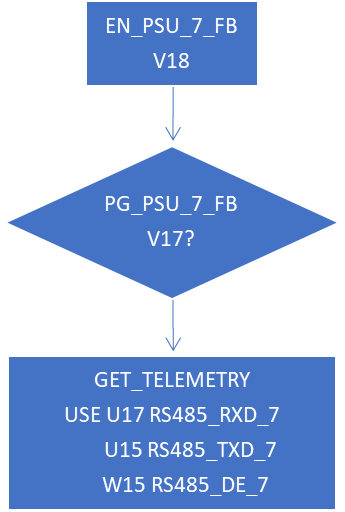 EN_PSU_7_FB
V18
PG_PSU_7_FB
V17?
GET_TELEMETRY
USE U17 RS485_RXD_7
U15 RS485_TXD_7
W15 RS485_DE_7